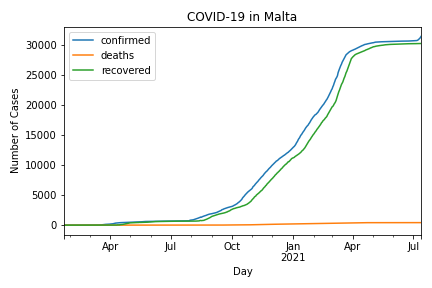 COVID-19 in Malta
confirmed
deaths
recovered
Number of Cases
30000
25000
20000
15000
10000
5000
0
Apr Jul Oct Jan Apr Jul
2021
Day